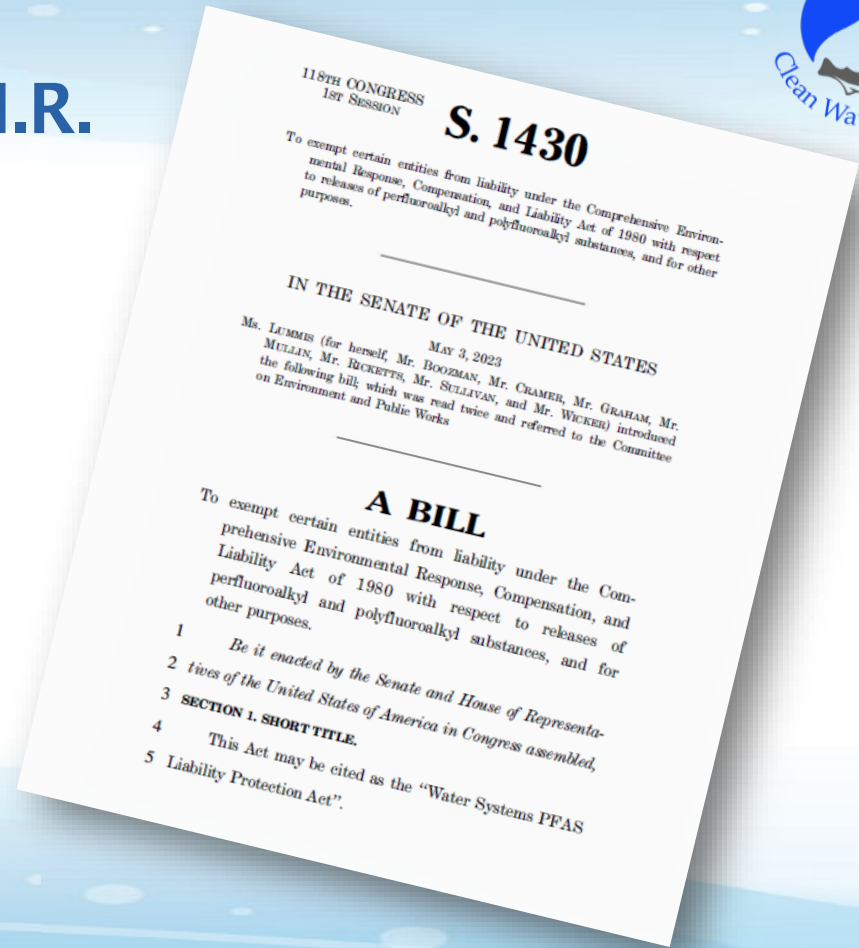 .R.
Clean Wa
118TH CONGRESS
1ST SESSION
S. 1430
To exempt certain entities from liability under the Comprehensive Environ-
mental Response, Compensation, and Liability Act of 1980 with respect
to releases of perfluoroalkyl and polyfluoroalkyl substances, and for other
purposes.
IN THE SENATE OF THE UNITED STATES
MAY 3, 2023
Ms. LUMMIS (for herself, Mr. BOOZMAN, Mr. CRAMER, Mr. GRAHAM, Mr.
MULLIN, Mr. RICKETTS, Mr. SULLIVAN, and Mr. WICKER) introduced
the following bill; which was read twice and referred to the Committee
on Environment and Public Works
A BILL
To exempt certain entities from liability under the Com-
prehensive Environmental Response, Compensation, and
Liability Act of 1980 with respect to releases of
perfluoroalkyl and polyfluoroalkyl substances, and for
other purposes.
1 Be it enacted by the Senate and House of Representa-
2 tives of the United States of America in Congress assembled,
3 SECTION 1. SHORT TITLE.
4 This Act may be cited as the “Water Systems PFAS
5 Liability Protection Act”.